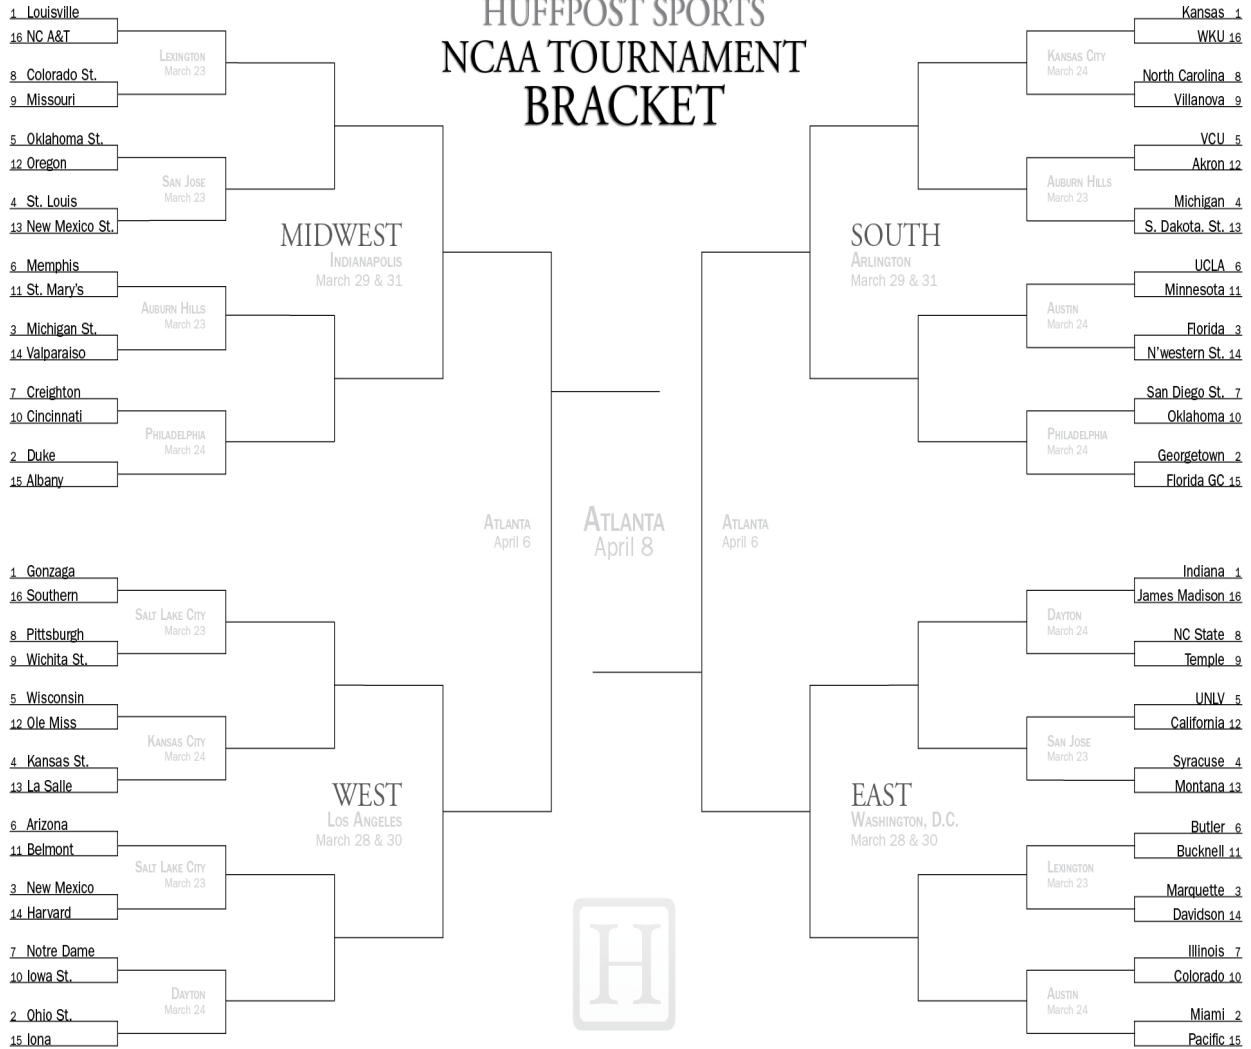 HUFFPOST SPORTS
NCAA TOURNAMENT
BRACKET
1 Louisville
16 NC A&T
Lexington
March 23
8 Colorado St.
9 Missouri
5 Oklahoma St.
12 Oregon
San Jose
March 23
4 St. Louis
13 New Mexico St.
MIDWEST
Indianapolis
March 29 & 31
6 Memphis
11 St. Mary's
Auburn Hills
March 23
3 Michigan St.
14 Valparaiso
7 Creighton
10 Cincinnati
Philadelphia
March 24
2 Duke
15 Albany
1 Gonzaga
16 Southern
Salt Lake City
March 23
8 Pittsburgh
9 Wichita St.
5 Wisconsin
12 Ole Miss
Kansas City
March 24
4 Kansas St.
13 La Salle
WEST
Los Angeles
March 28 & 30
6 Arizona
11 Belmont
Salt Lake City
March 23
3 New Mexico
14 Harvard
7 Notre Dame
10 Iowa St.
Dayton
March 24
2 Ohio St.
15 Iona
Atlanta
April 6
Atlanta
April 8
Atlanta
April 6
H
Kansas 1
WKU 16
Kansas City
March 24
North Carolina 8
Villanova 9
VCU 5
Akron 12
Auburn Hills
March 23
Michigan 4
S. Dakota. St. 13
SOUTH
Arlington
March 29 & 31
UCLA 6
Minnesota 11
Austin
March 24
Florida 3
N'western St. 14
San Diego St. 7
Oklahoma 10
Philadelphia
March 24
Georgetown 2
Florida GC 15
Indiana 1
James Madison 16
Dayton
March 24
NC State 8
Temple 9
UNLV 5
California 12
San Jose
March 23
Syracuse 4
Montana 13
EAST
Washington, D.C.
March 28 & 30
Butler 6
Bucknell 11
Lexington
March 23
Marquette 3
Davidson 14
Illinois 7
Colorado 10
Austin
March 24
Miami 2
Pacific 15